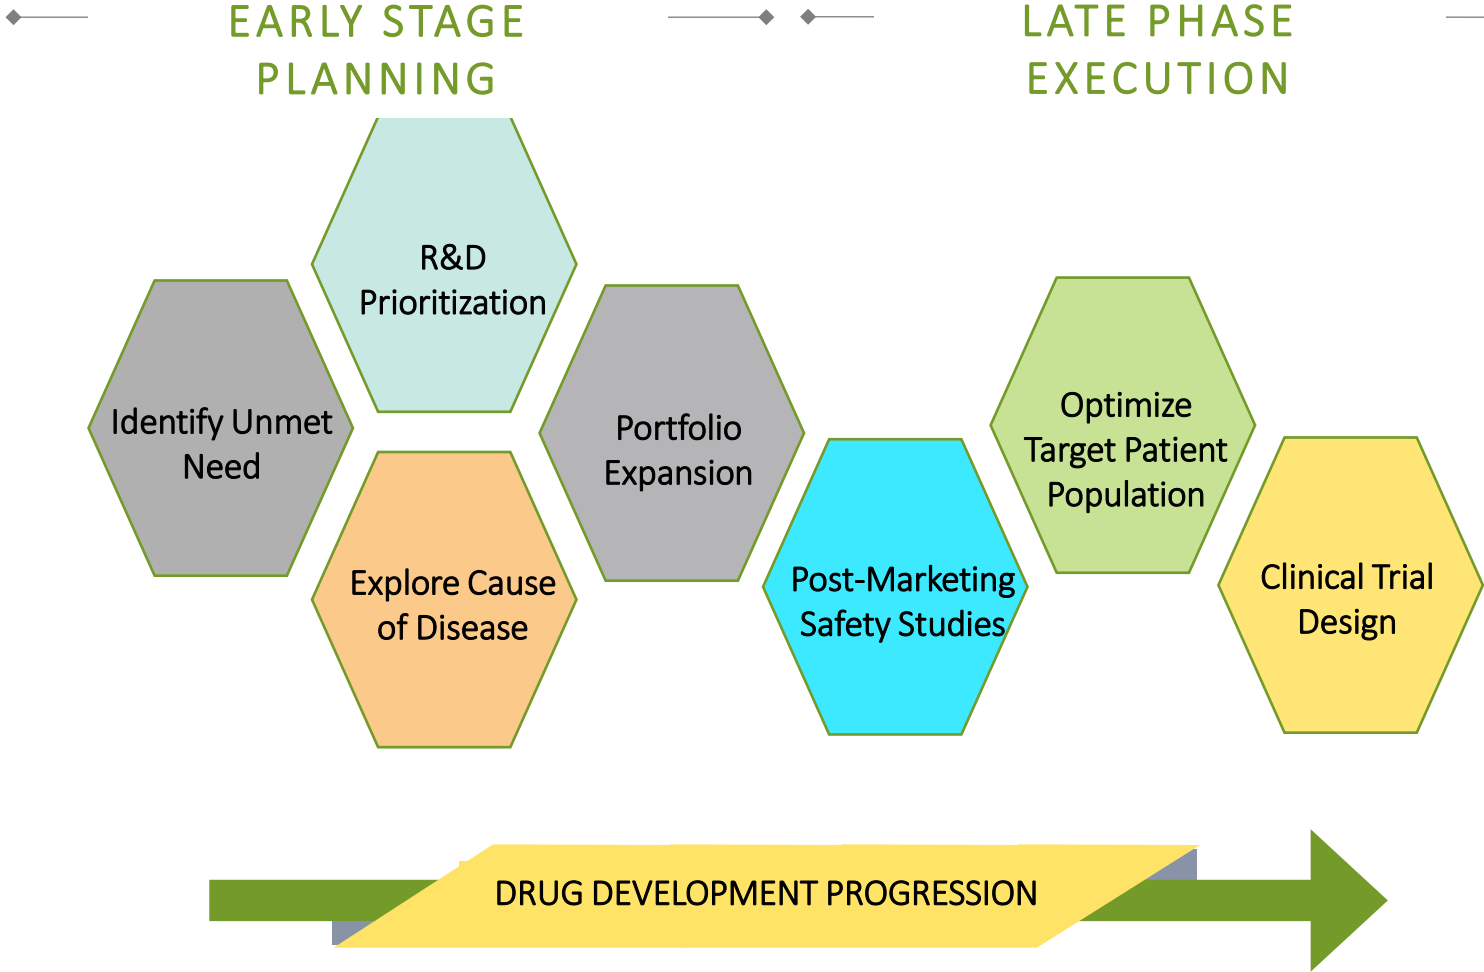 EARLY STAGE
PLANNING
LATE PHASE
EXECUTION
R&D
Prioritization
Identify Unmet
Need
Portfolio
Expansion
Explore Cause
of Disease
Post-Marketing
Safety Studies
Optimize
Target Patient
Population
Clinical Trial
Design
DRUG DEVELOPMENT PROGRESSION